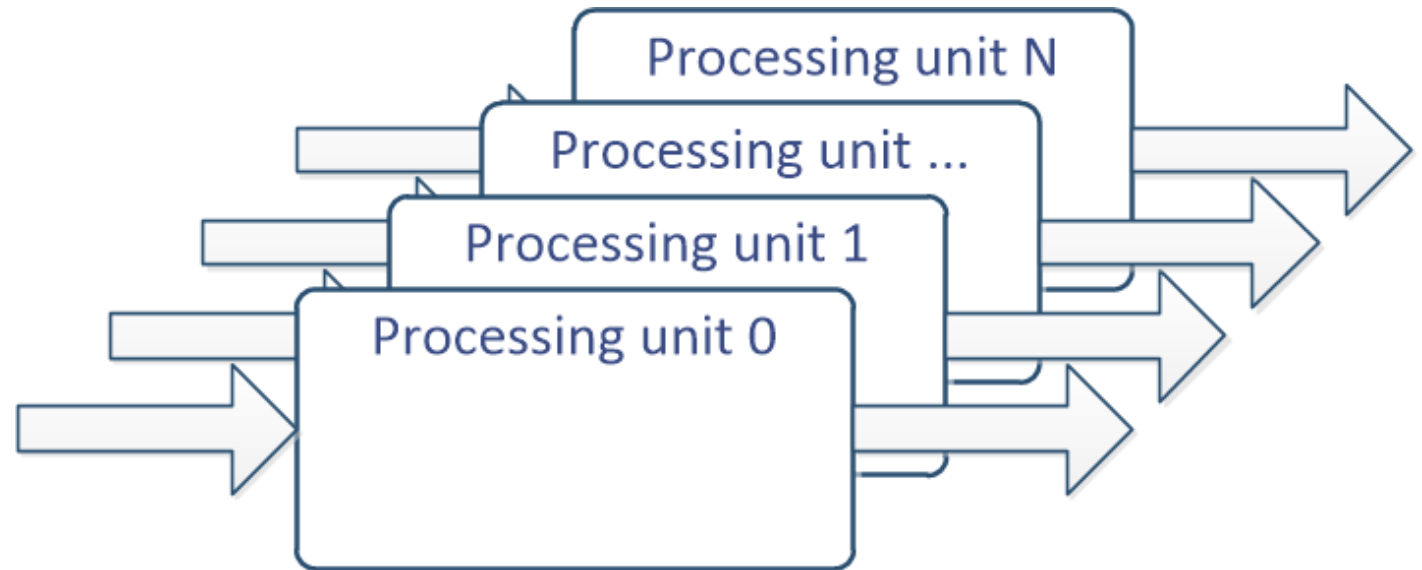 Processing unit N
Processing unit ...
Processing unit 1
Processing unit 0